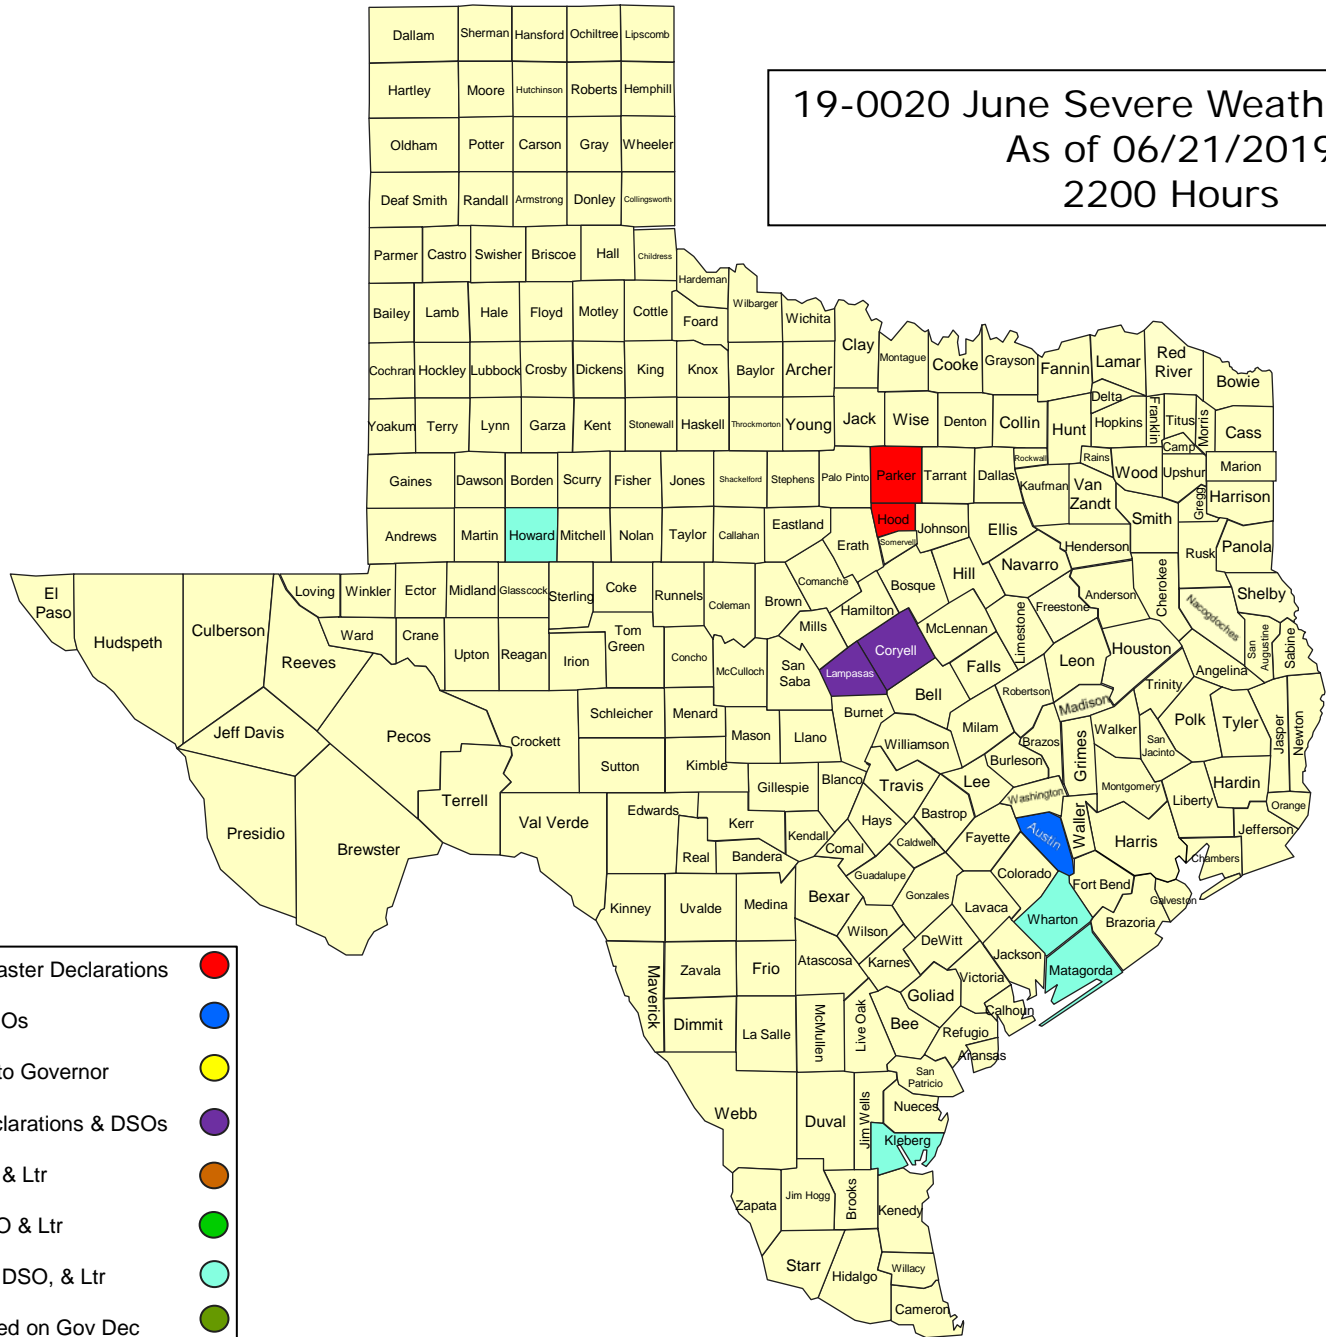 19-0020 June Severe Weath
As of 06/21/2019
2200 Hours
Dallam Sherman Hansford Ochiltree Lipscomb
Hartley Moore Hutchinson Roberts Hemphill
Oldham Potter Carson Gray Wheeler
Deaf Smith Randall Armstrong Donley Collingsworth
Parmer Castro Swisher Briscoe Hall Childress
Hardeman
Bailey Lamb Hale Floyd Motley Cottle Foard Wilbarger Wichita
Clay Montague Cooke Grayson Fannin Lamar Red
River
Bowie
Cochran Hockley Lubbock Crosby Dickens King Knox Baylor Archer
Delta
Yoakum Terry Lynn Garza Kent Stonewall Haskell Throckmorton Young Jack Wise Denton Collin Hunt Hopkins Franklin Titus Morris Cass
Camp
Gaines Dawson Borden Scurry Fisher Jones Shackelford Stephens Palo Pinto Parker Tarrant Dallas Rockwall Kaufman Rains Van
Zandt
Wood Upshur Gregg Marion
Harrison
Andrews Martin Howard Mitchell Nolan Taylor Callahan Eastland Erath Hood Somervell Johnson Ellis Henderson Smith Rusk Panola
El
Paso
Hudspeth Culberson Reeves Loving Winkler Ector Midland Glasscock Sterling Coke Runnels Coleman Brown Comanche Hamilton Bosque Hill Navarro Freestone Anderson Cherokee Nacogdoches Shelby
Ward Crane Upton Reagan Irion Tom
Green
Concho McCulloch San
Saba
Mills Lampasas Coryell McLennan Limestone Falls Leon Houston Angelina San
Augustine
Sabine
Jeff Davis Pecos Crockett Schleicher Menard Mason Llano Burnet Bell Milam Robertson Madison Trinity Polk Tyler Jasper Newton
Sutton Kimble Gillespie Blanco Williamson Travis Lee Burleson Brazos Grimes Walker San
Jacinto
Presidio Brewster Terrell Val Verde Edwards Kerr Kendall Hays Bastrop Washington Montgomery Liberty Hardin Orange
Real Bandera Comal Caldwell Fayette Austin Waller Harris Chambers Jefferson
Kinney Uvalde Medina Bexar Guadalupe Gonzales Lavaca Colorado Fort Bend Galveston
Wilson DeWitt Wharton Brazoria
Maverick Zavala Frio Atascosa Karnes Jackson Matagorda
Victoria
Dimmit La Salle McMullen Live Oak Bee Goliad Refugio Calhoun
Aransas
San
Patricio
Webb Duval Jim Wells Nueces
Kleberg
Zapata Jim Hogg Brooks Kenedy
Starr Hidalgo Willacy
Cameron
aster Declarations
Os
to Governor
clarations & DSOs
& Ltr
O & Ltr
DSO, & Ltr
ed on Gov Dec